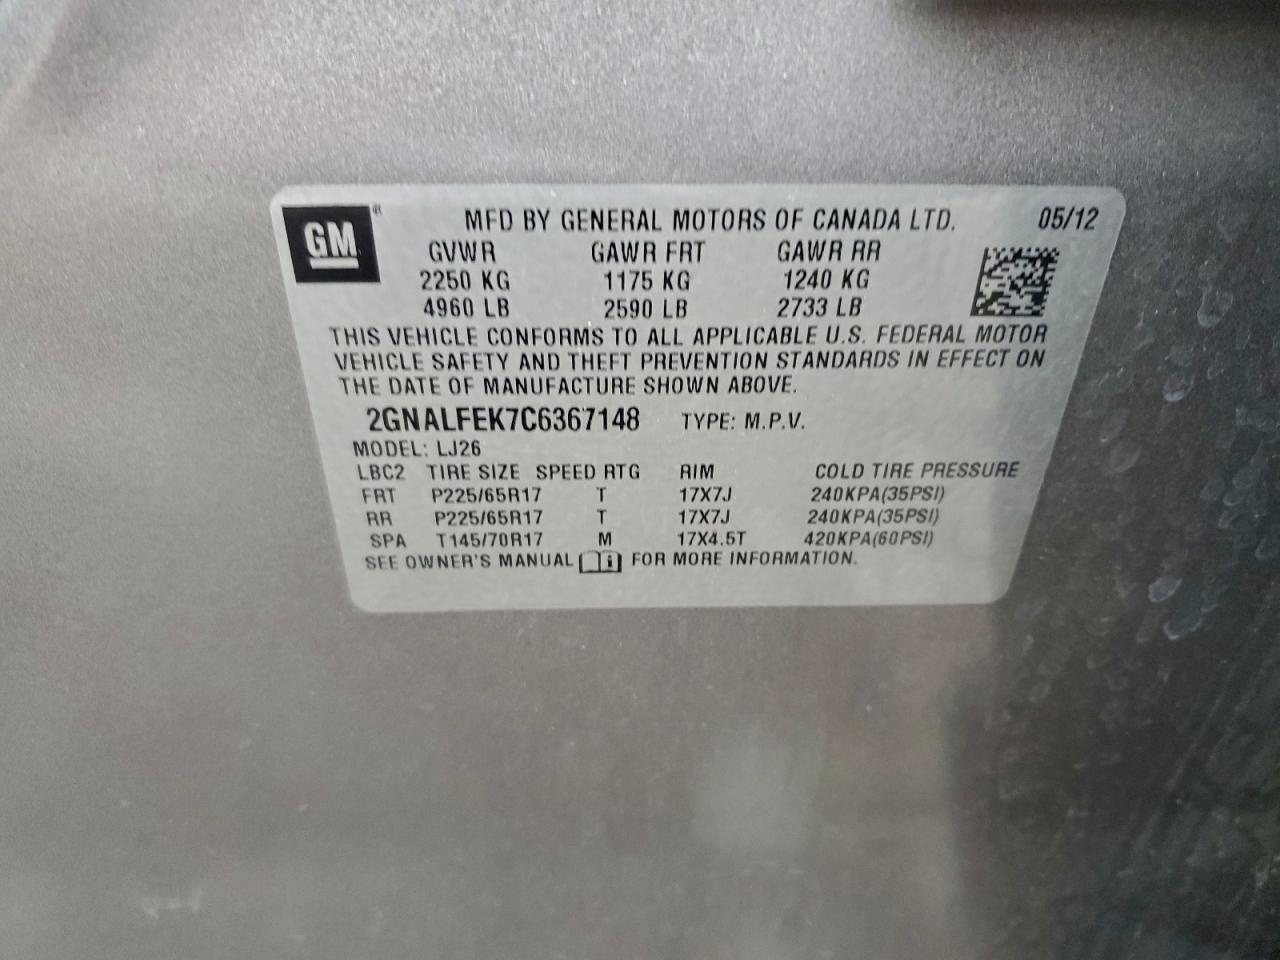 GM ® MFD BY GENERAL MOTORS OF CANADA LTD. 05/12
GVWR GAWR FRT GAWR RR
2250 KG 1175 KG 1240 KG
4960 LB 2590 LB 2733 LB
THIS VEHICLE CONFORMS TO ALL APPLICABLE U.S. FEDERAL MOTOR
VEHICLE SAFETY AND THEFT PREVENTION STANDARDS IN EFFECT ON
THE DATE OF MANUFACTURE SHOWN ABOVE.
2GNALFEK7C6367148 TYPE: M.P.V.
MODEL: LJ26
LBC2 TIRE SIZE SPEED RTG RIM COLD TIRE PRESSURE
FRT P225/65R17 T 17X7J 240KPA(35PSI)
RR P225/65R17 T 17X7J 240KPA(35PSI)
SPA T145/70R17 M 17X4.5T 420KPA(60PSI)
SEE OWNER'S MANUAL i FOR MORE INFORMATION.